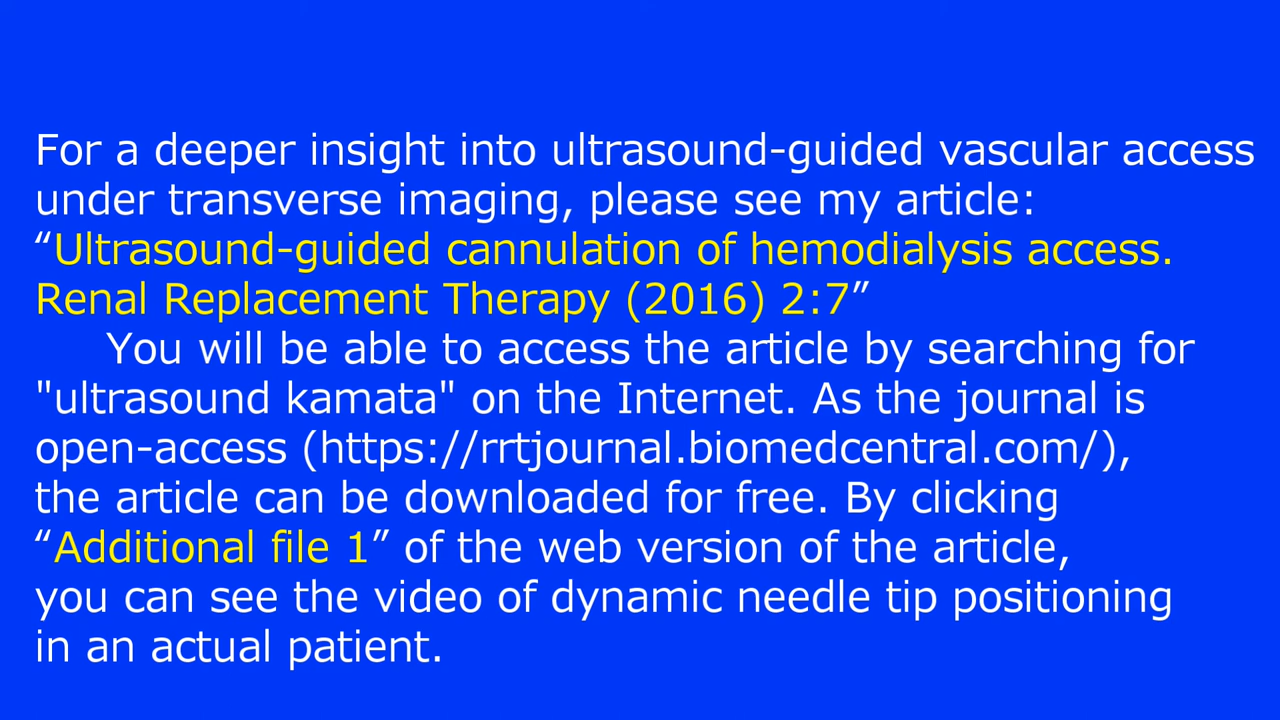 For a deeper insight into ultrasound-guided vascular access
under transverse imaging, please see my article:
“Ultrasound-guided cannulation of hemodialysis access.
Renal Replacement Therapy (2016) 2:7”
You will be able to access the article by searching for
"ultrasound kamata" on the Internet. As the journal is
open-access (https://rrtjournal.biomedcentral.com/),
the article can be downloaded for free. By clicking
“Additional file 1” of the web version of the article,
you can see the video of dynamic needle tip positioning
in an actual patient.